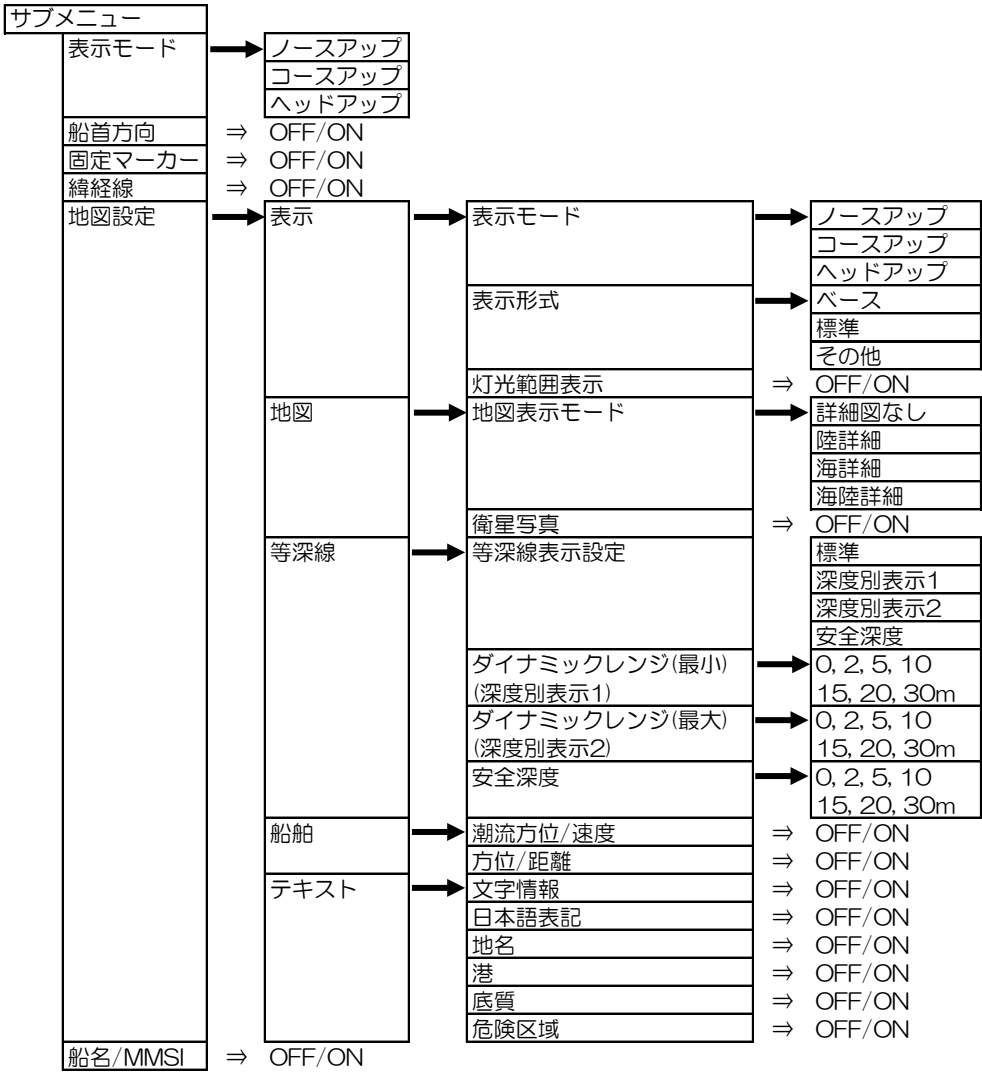 サブメニュー
表示モード ノースアップ
コースアップ
ヘッドアップ
船首方向 ⇒ OFF/ON
固定マーカー ⇒ OFF/ON
緯経線 ⇒ OFF/ON
地図設定 表示 表示モード ノースアップ
コースアップ
ヘッドアップ
表示形式 ベース
標準
その他
灯光範囲表示 ⇒ OFF/ON
地図 地図表示モード 詳細図なし
陸詳細
海詳細
海陸詳細
衛星写真 ⇒ OFF/ON
等深線 等深線表示設定 標準
深度別表示1
深度別表示2
安全深度
ダイナミックレンジ(最小) 0, 2, 5, 10
(深度別表示1) 15, 20, 30m
ダイナミックレンジ(最大) 0, 2, 5, 10
(深度別表示2) 15, 20, 30m
安全深度 0, 2, 5, 10
15, 20, 30m
船舶 潮流方位/速度 ⇒ OFF/ON
方位/距離 ⇒ OFF/ON
テキスト 文字情報 ⇒ OFF/ON
日本語表記 ⇒ OFF/ON
地名 ⇒ OFF/ON
港 ⇒ OFF/ON
底質 ⇒ OFF/ON
危険区域 ⇒ OFF/ON
船名/MMSI ⇒ OFF/ON